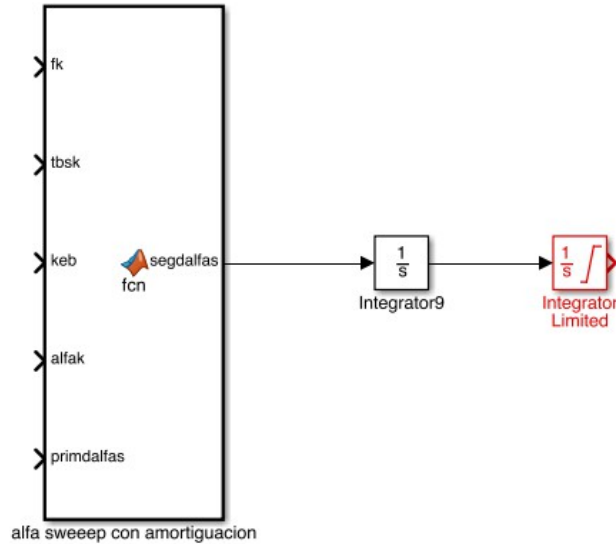 fk
tbsk
keb
segdalfas
fcn
alfak
primdalfas
alfa sweeep con amortiguacion
1
s
Integrator9
1
s
Integrator
Limited